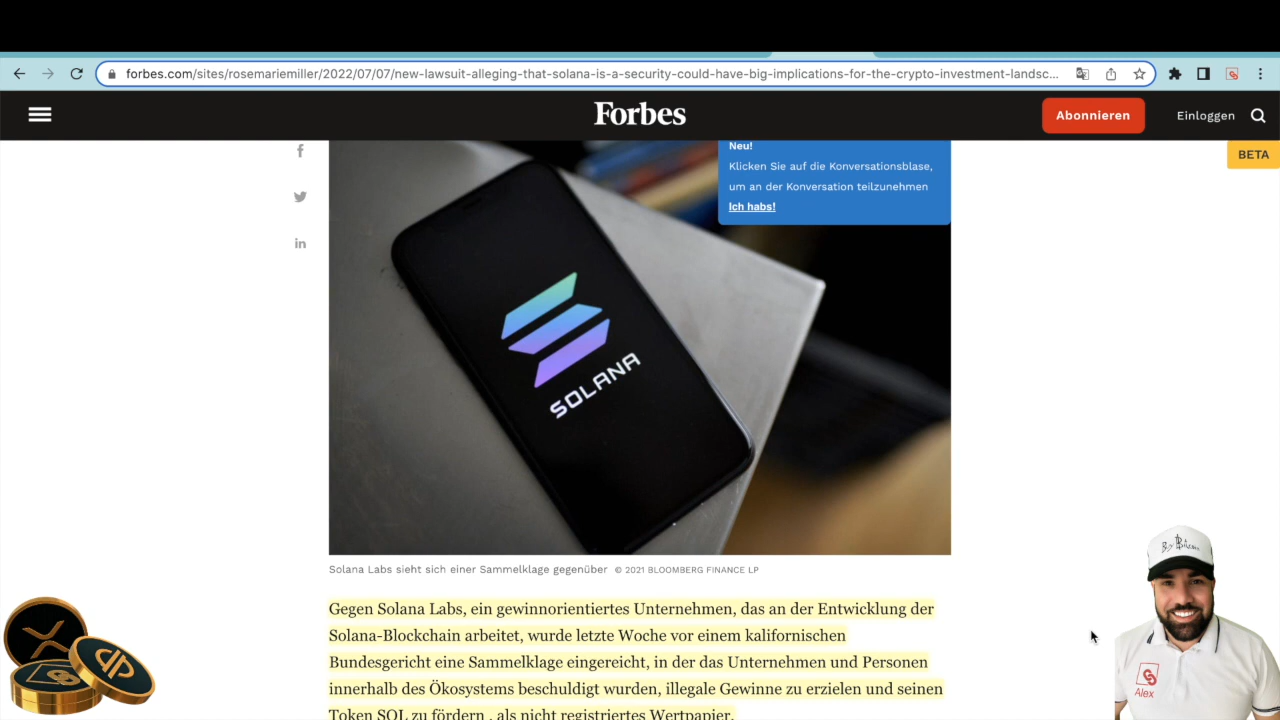 forbes.com/sites/rosemariemiller/2022/07/07/new-lawsuit-alleging-that-solana-is-a-security-could-have-big-implications-for-the-crypto-investment-landsc...
Forbes
Abonnieren
Einloggen
BETA
Neu!
Klicken Sie auf die Konversationsblase,
um an der Konversation teilzunehmen
Ich habs!
f
in
SOLANA
Solana Labs sieht sich einer Sammelklage gegenüber © 2021 BLOOMBERG FINANCE LP
Gegen Solana Labs, ein gewinnorientiertes Unternehmen, das an der Entwicklung der
Solana-Blockchain arbeitet, wurde letzte Woche vor einem kalifornischen
Bundesgericht eine Sammelklage eingereicht, in der das Unternehmen und Personen
innerhalb des Ökosystems beschuldigt wurden, illegale Gewinne zu erzielen und seinen
Token SOL zu fördern , als nicht registriertes Wertpapier.
Alex